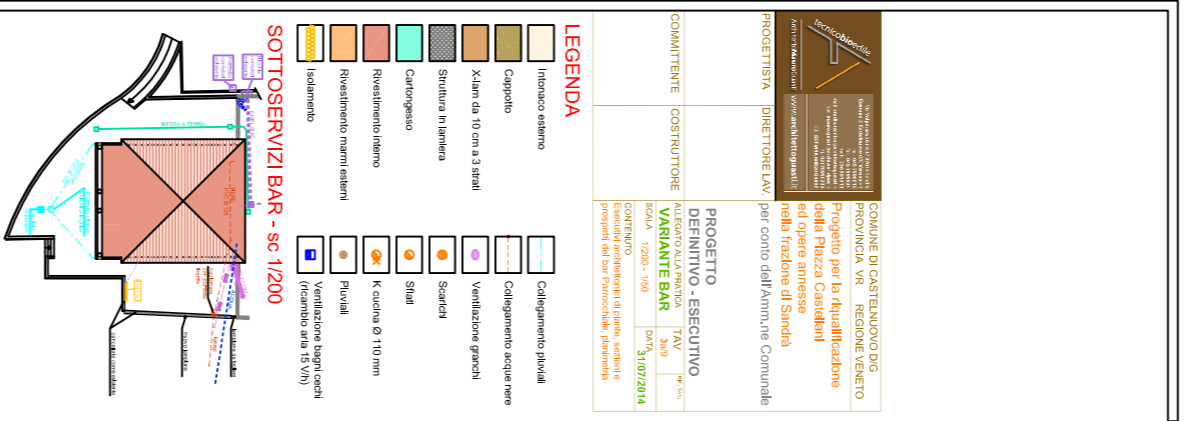 tecnicobioedile
ArchitettoMauroGuasti
www.architettoguasti.it
COMUNE DI CASTELNUOVO D/G
PROVINCIA VR REGIONE VENETO
PROGETTISTA
DIRETTORE LAV.
COMMITTENTE
COSTRUTTORE
Progetto per la riqualificazione
della Piazza Castellani
ed opere annesse
nella frazione di Sandrà
per conto dell'Amm.ne Comunale
PROGETTO
DEFINITIVO - ESECUTIVO
ALLEGATO ALLA PRATICA
VARIANTE BAR
TAV
3a/9
SCALA 1/200 - 1/50
DATA
31/07/2014
CONTENUTO
Esecutivi architettonici di piante, sezioni e
prospetti del bar Parrocchiale, planimetria
LEGENDA
Intonaco esterno
Cappotto
X-lam da 10 cm a 3 strati
Struttura in lamiera
Cartongesso
Rivestimento interno
Rivestimento marmi esterni
Isolamento
Collegamento pluviali
Collegamento acque nere
Ventilazione granchi
Scarichi
Sfiati
K cucina Ø 110 mm
Pluviali
Ventilazione bagni cechi
(ricambio aria 15 V/h)
SOTTOSERVIZI BAR - sc 1/200
MESSA A TERRA